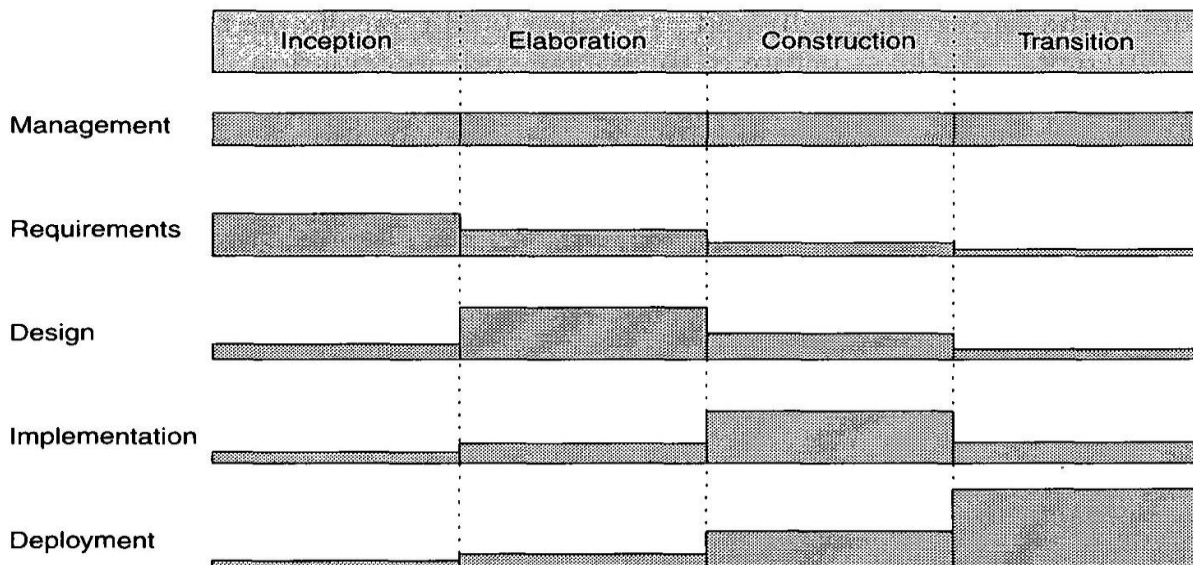 Inception Elaboration Construction Transition
Management
Requirements
Design
Implementation
Deployment